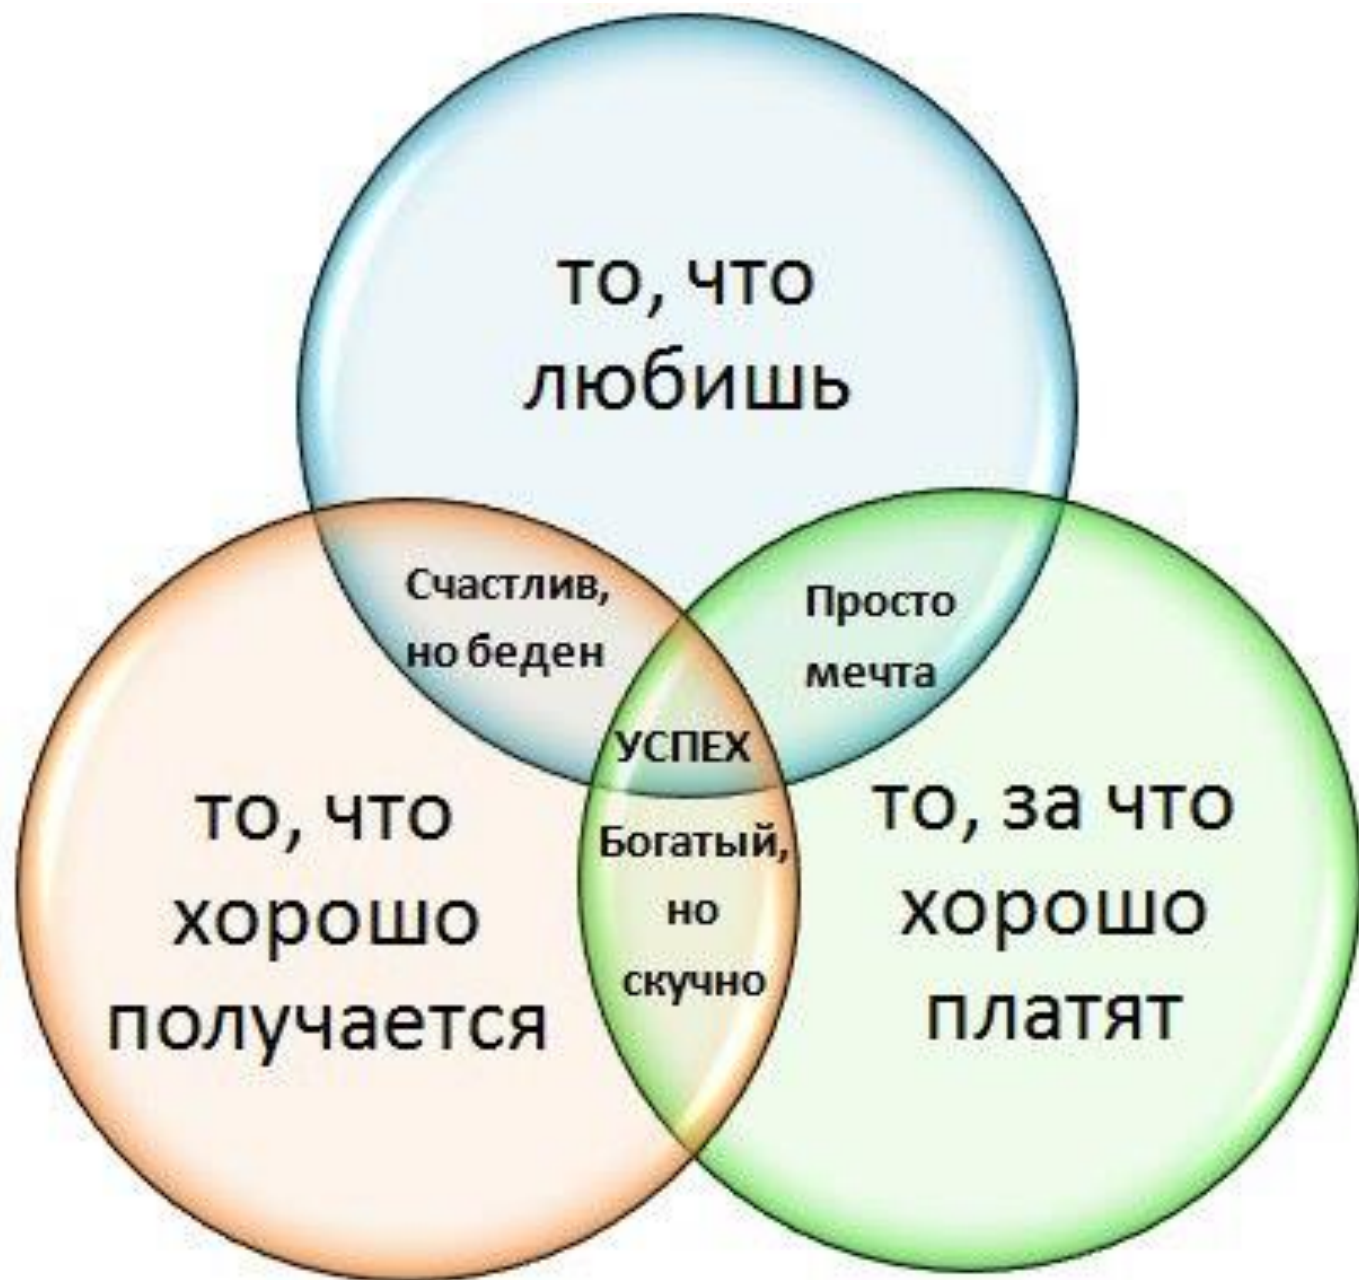 то, что
любишь
Счастлив,
но беден
Просто
мечта
УСПЕХ
то, что
хорошо
получается
Богатый,
но
скучно
то, за что
хорошо
платят